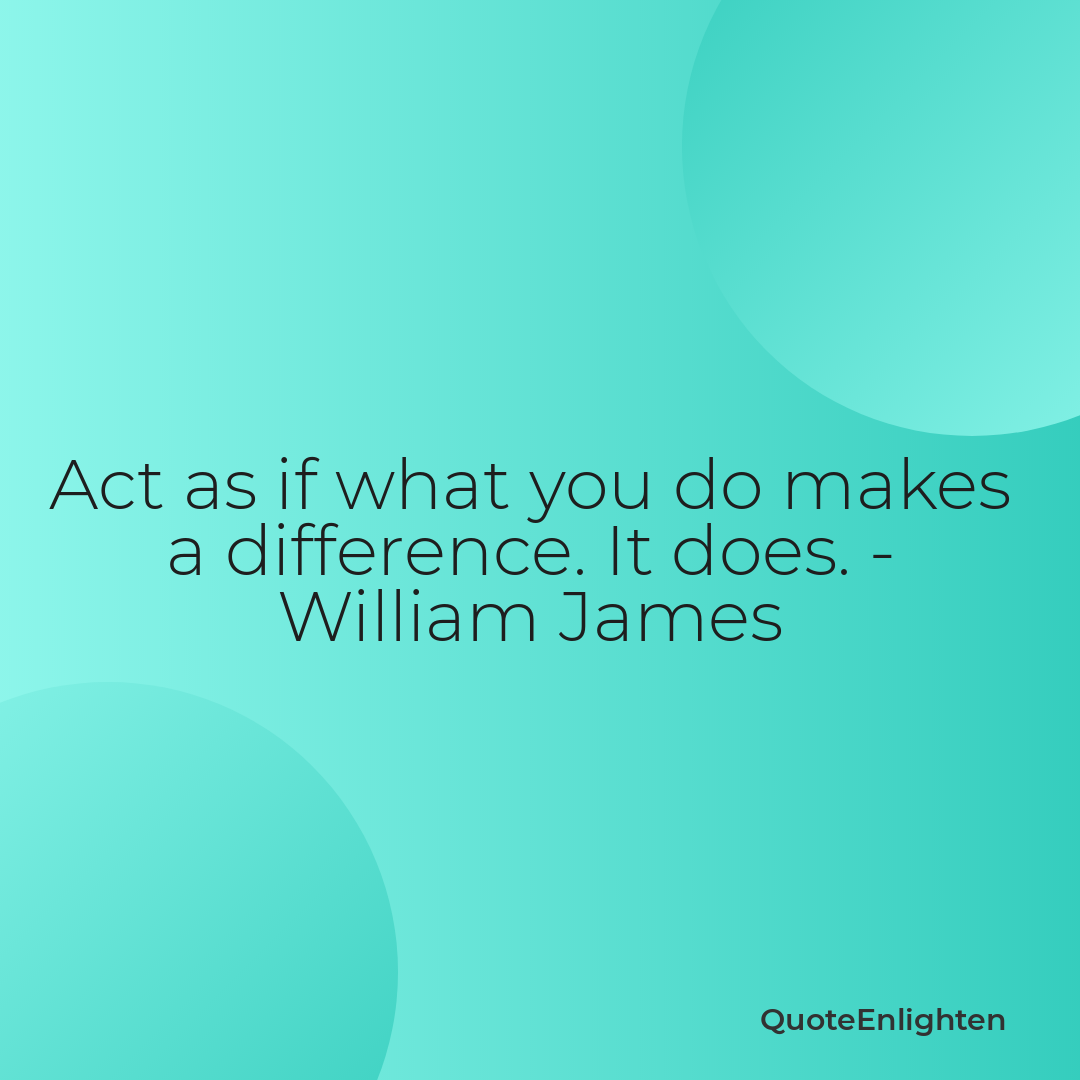 Act as if what you do makes
a difference. It does. -
William James
QuoteEnlighten